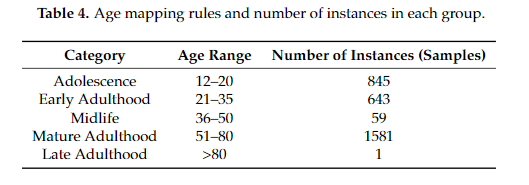 Table 4. Age mapping rules and number of instances in each group.
Category Age Range Number of Instances (Samples)
Adolescence 12–20 845
Early Adulthood 21–35 643
Midlife 36–50 59
Mature Adulthood 51–80 1581
Late Adulthood >80 1